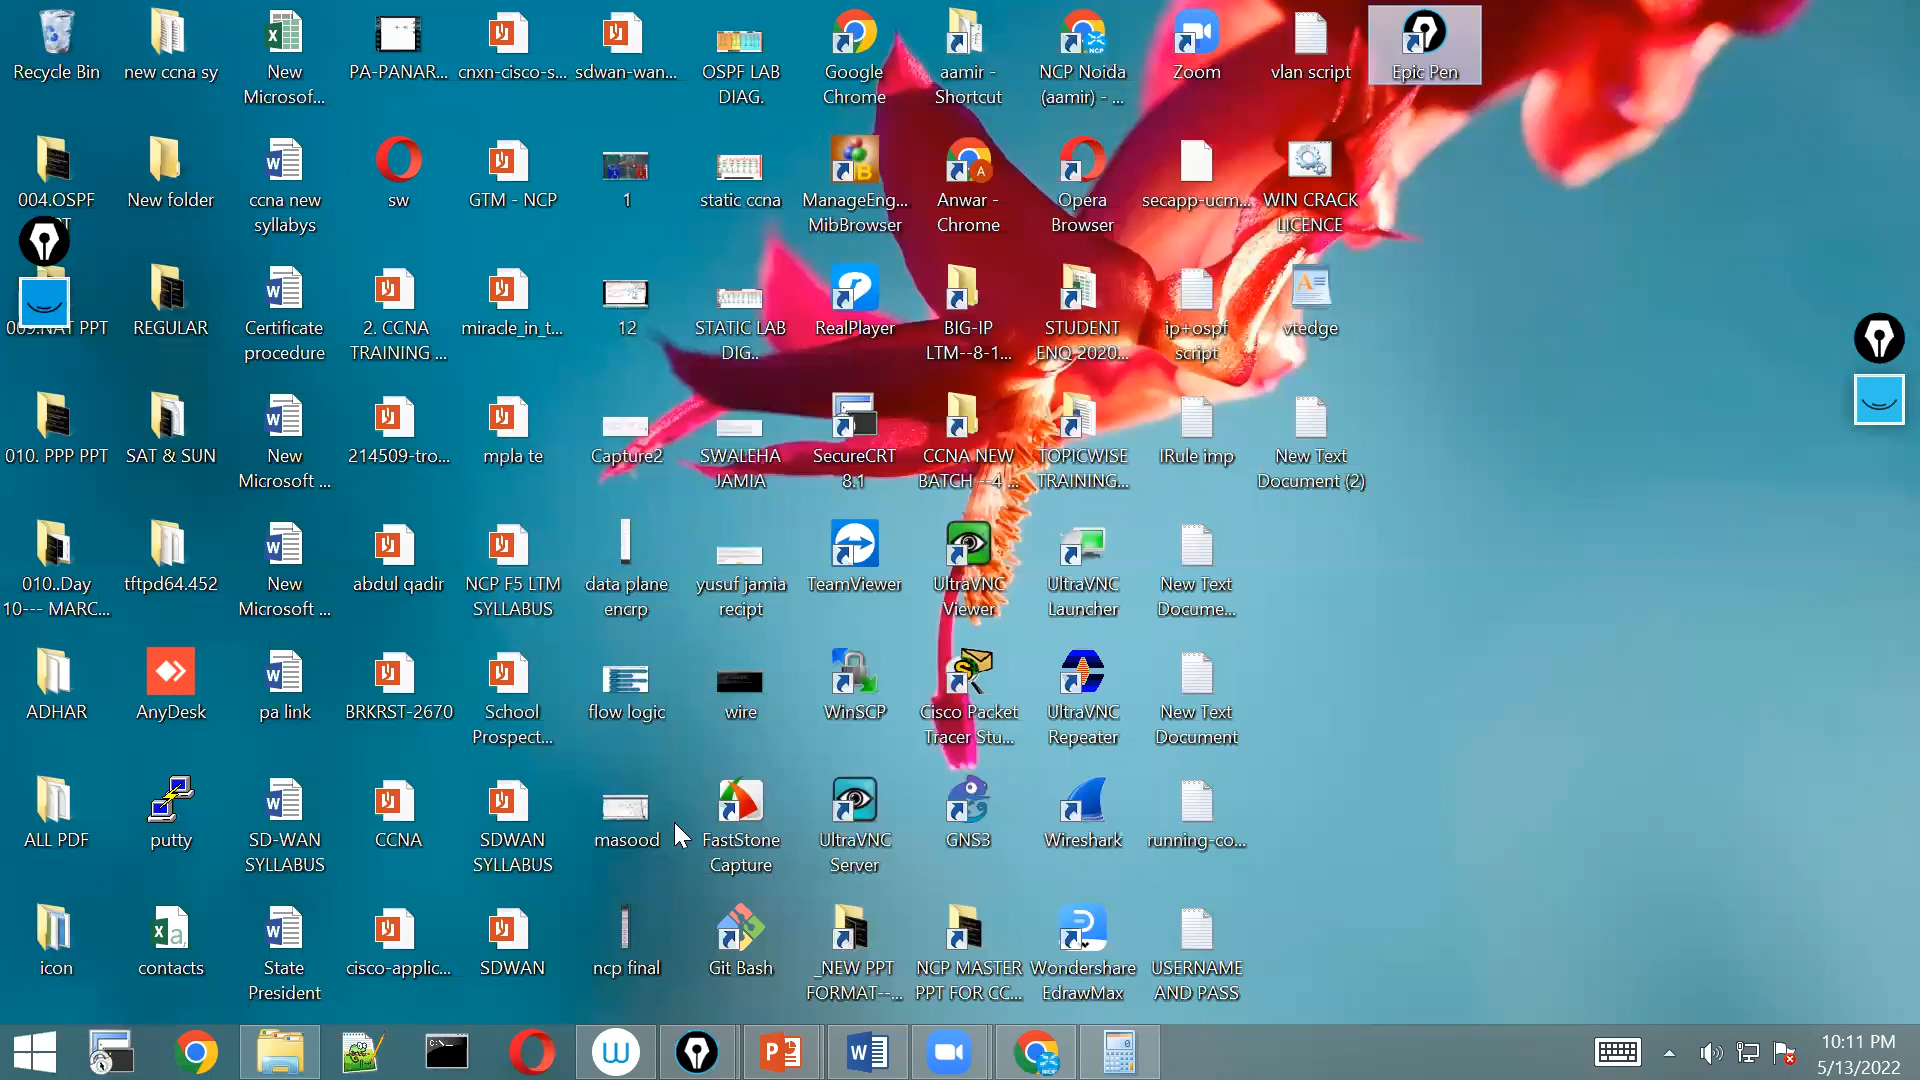 Recycle Bin
new ccna sy
New
Microsof...
PA-PANAR...
cnxn-cisco-s...
sdwan-wan...
OSPF LAB
DIAG.
Google
Chrome
aamir -
Shortcut
NCP Noida
(aamir) - ...
Zoom
vlan script
Epic Pen
004.OSPF
New folder
ccna new
syllabys
sw
GTM - NCP
1
static ccna
ManageEng...
MibBrowser
Anwar -
Chrome
Opera
Browser
secapp-ucm...
WIN CRACK
LICENCE
009.NAT PPT
REGULAR
Certificate
procedure
2. CCNA
TRAINING ...
miracle_in_t...
12
STATIC LAB
DIG..
RealPlayer
BIG-IP
LTM--8-1...
STUDENT
ENQ 2020...
ip+ospf
script
vtedge
010. PPP PPT
SAT & SUN
New
Microsoft ...
214509-tro...
mpla te
Capture2
SWALEHA
JAMIA
SecureCRT
8.1
CCNA NEW
BATCH --4 ...
TOPICWISE
TRAINING...
IRule imp
New Text
Document (2)
010..Day
10--- MARC...
tftpd64.452
New
Microsoft ...
abdul qadir
NCP F5 LTM
SYLLABUS
data plane
encrp
yusuf jamia
recipt
TeamViewer
UltraVNC
Viewer
UltraVNC
Launcher
New Text
Docume...
ADHAR
AnyDesk
pa link
BRKRST-2670
School
Prospect...
flow logic
wire
WinSCP
Cisco Packet
Tracer Stu...
UltraVNC
Repeater
New Text
Document
ALL PDF
putty
SD-WAN
SYLLABUS
CCNA
SDWAN
SYLLABUS
masood
FastStone
Capture
UltraVNC
Server
GNS3
Wireshark
running-co...
icon
contacts
State
President
cisco-applic...
SDWAN
ncp final
Git Bash
_NEW PPT
FORMAT--...
NCP MASTER
PPT FOR CC...
Wondershare
EdrawMax
USERNAME
AND PASS
10:11 PM
5/13/2022